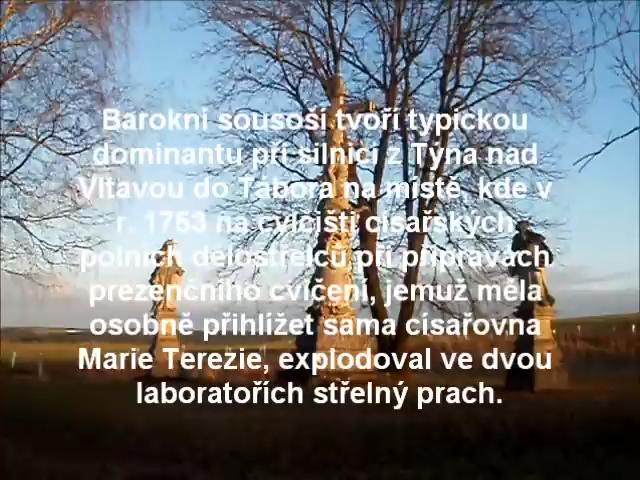 Barokní sousoší tvoří typickou
dominantu při silnici z Týna nad
Vltavou do Tábora na místě, kde v
r. 1753 na cvičišti císařských
polních dělostřelců při přípravách
prezenčního cvičení, jemuž měla
osobně přihlížet sama císařovna
Marie Terezie, explodoval ve dvou
laboratořích střelný prach.